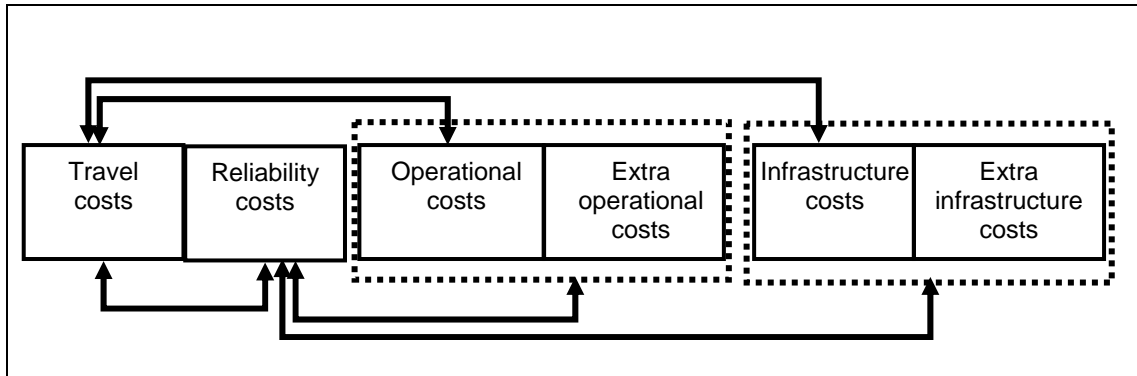 Travel
costs
Reliability
costs
Operational
costs
Extra
operational
costs
Infrastructure
costs
Extra
infrastructure
costs